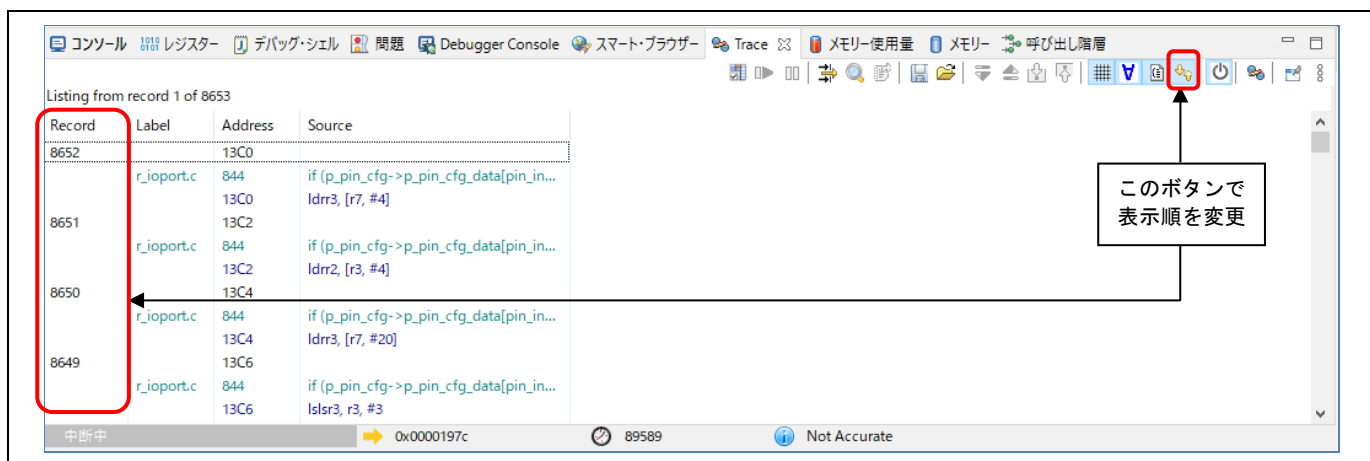 コンソール レジスター デバッグ・シェル 問題 Debugger Console スマート・ブラウザー Trace メモリー使用量 メモリー 呼び出し階層
Listing from record 1 of 8653
Record Label Address Source
8652 13C0
r_ioport.c 844 if (p_pin_cfg->p_pin_cfg_data[pin_in...
13C0 ldrr3, [r7, #4]
8651 13C2
r_ioport.c 844 if (p_pin_cfg->p_pin_cfg_data[pin_in...
13C2 ldrr2, [r3, #4]
8650 13C4
r_ioport.c 844 if (p_pin_cfg->p_pin_cfg_data[pin_in...
13C4 ldrr3, [r7, #20]
8649 13C6
r_ioport.c 844 if (p_pin_cfg->p_pin_cfg_data[pin_in...
13C6 lslsr3, r3, #3
このボタンで
表示順を変更
中断中 0x0000197c 89589 Not Accurate